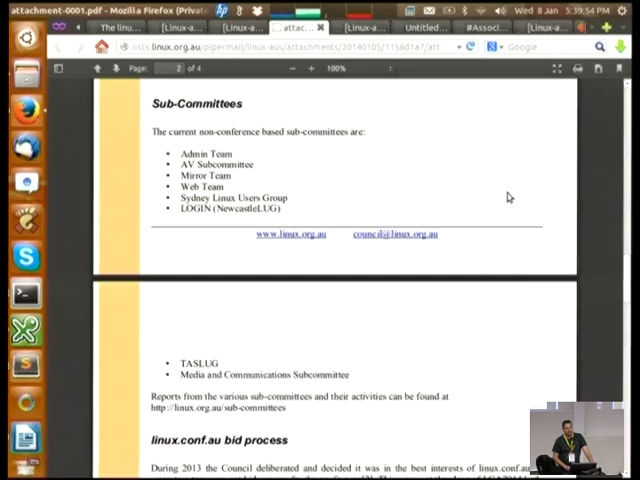 attachment-0001.pdf - Mozilla Firefox (Private
Wed 8 Jan 5:39:54 PM
The linux
[Linux-a
[Linux-a
attac
[Linux-a
Untitled
#Associ
[Linux-a
lists.linux.org.au/pipermail/linux-aus/attachments/20140105/1158d1a7/att
Google
Page: 2 of 4
100%
Sub-Committees
The current non-conference based sub-committees are:
• Admin Team
• AV Subcommittee
• Mirror Team
• Web Team
• Sydney Linux Users Group
• LOGIN (NewcastleLUG)
www.linux.org.au council@linux.org.au
• TASLUG
• Media and Communications Subcommittee
Reports from the various sub-committees and their activities can be found at
http://linux.org.au/sub-committees
linux.conf.au bid process
During 2013 the Council deliberated and decided it was in the best interests of linux.conf.au